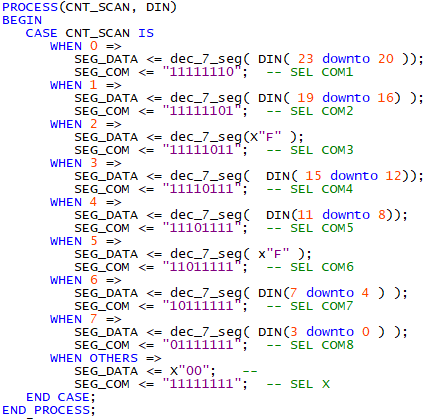 PROCESS(CNT_SCAN, DIN)
BEGIN
CASE CNT_SCAN IS
WHEN 0 =>
SEG_DATA <= dec_7_seg( DIN( 23 downto 20 ));
SEG_COM <= "11111110"; -- SEL COM1
WHEN 1 =>
SEG_DATA <= dec_7_seg( DIN( 19 downto 16) );
SEG_COM <= "11111101"; -- SEL COM2
WHEN 2 =>
SEG_DATA <= dec_7_seg(X"F" );
SEG_COM <= "11111011"; -- SEL COM3
WHEN 3 =>
SEG_DATA <= dec_7_seg( DIN( 15 downto 12));
SEG_COM <= "11110111"; -- SEL COM4
WHEN 4 =>
SEG_DATA <= dec_7_seg( DIN(11 downto 8));
SEG_COM <= "11101111"; -- SEL COM5
WHEN 5 =>
SEG_DATA <= dec_7_seg( x"F" );
SEG_COM <= "11011111"; -- SEL COM6
WHEN 6 =>
SEG_DATA <= dec_7_seg( DIN(7 downto 4 ) );
SEG_COM <= "10111111"; -- SEL COM7
WHEN 7 =>
SEG_DATA <= dec_7_seg( DIN(3 downto 0 ) );
SEG_COM <= "01111111"; -- SEL COM8
WHEN OTHERS =>
SEG_DATA <= X"00"; --
SEG_COM <= "11111111"; -- SEL X
END CASE;
END PROCESS;